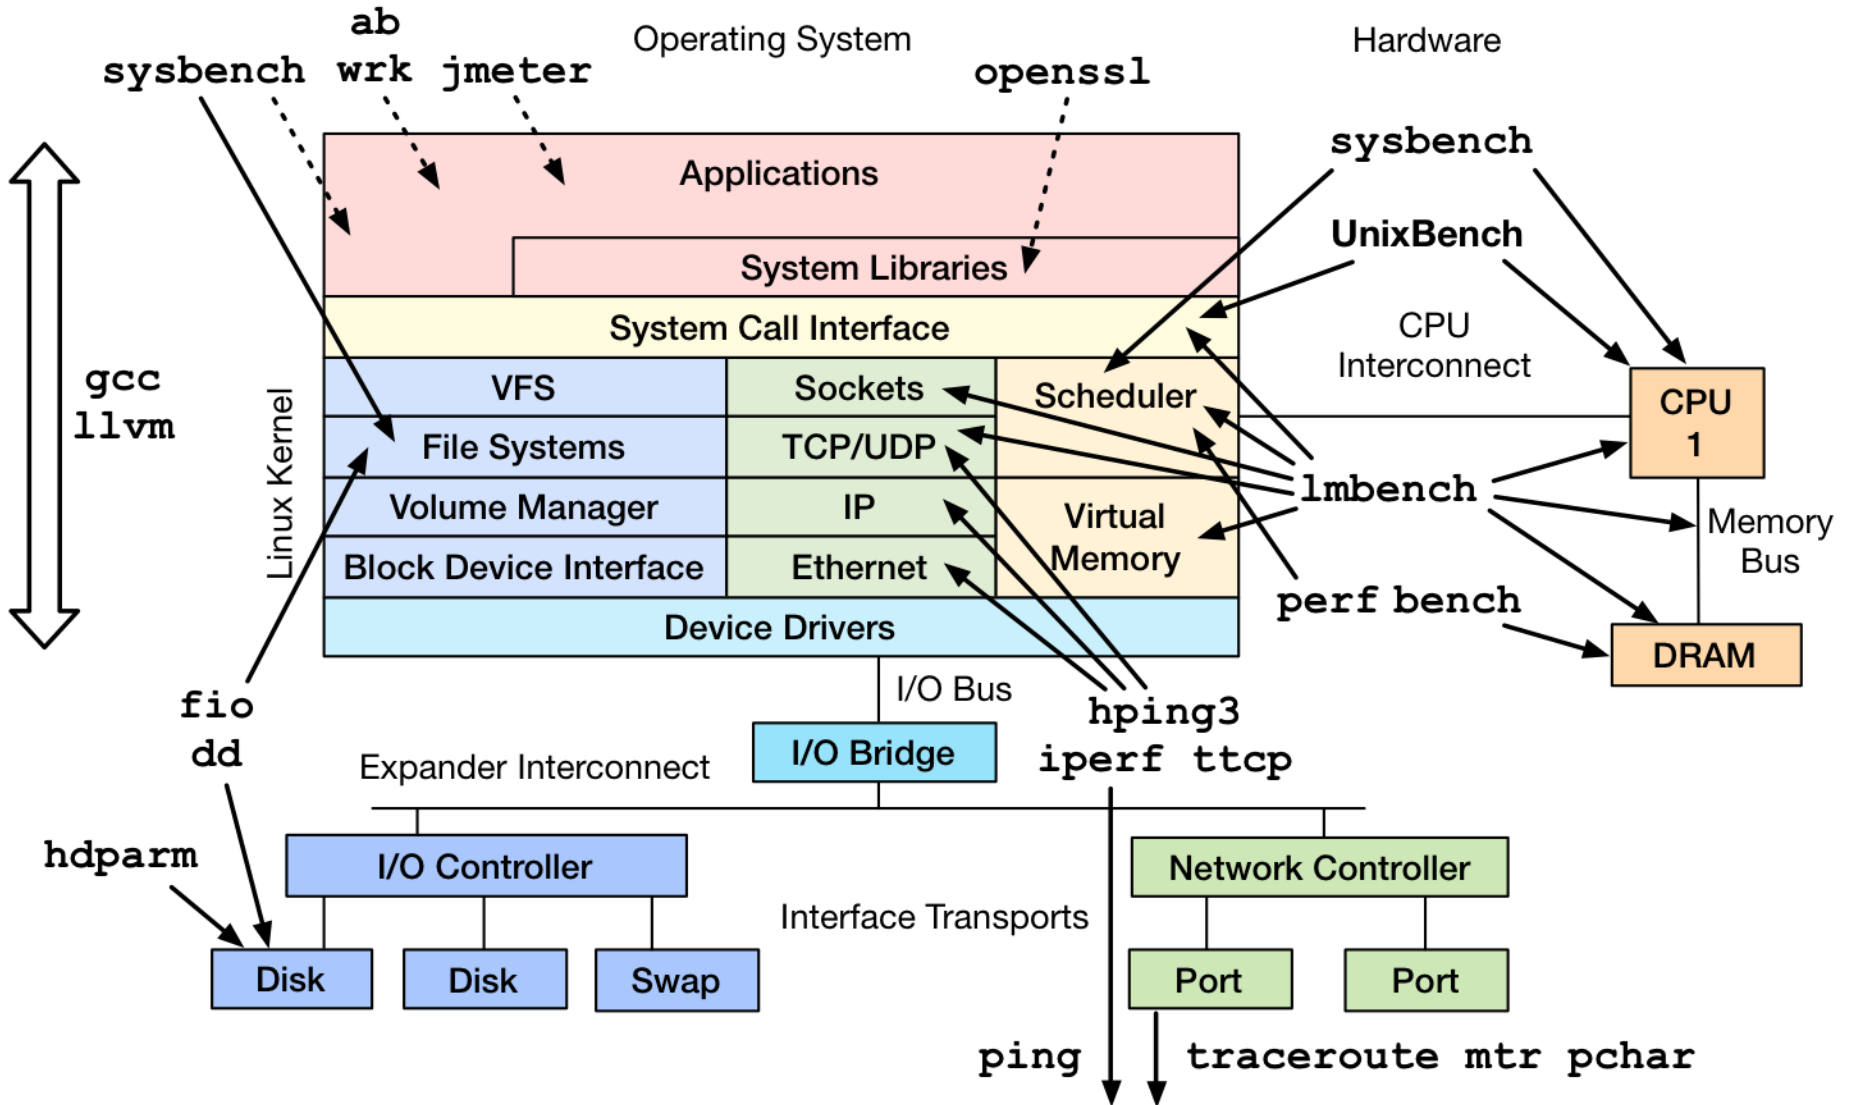 ab
Operating System
Hardware
sysbench
wrk
jmeter
openssl
sysbench
Applications
UnixBench
System Libraries
System Call Interface
CPU
Interconnect
gcc
llvm
Linux Kernel
VFS
Sockets
Scheduler
CPU
1
File Systems
TCP/UDP
lmbench
Volume Manager
IP
Virtual
Memory
Memory
Bus
Block Device Interface
Ethernet
perf bench
Device Drivers
DRAM
I/O Bus
fio
dd
hping3
iperf ttcp
I/O Bridge
Expander Interconnect
hdparm
I/O Controller
Network Controller
Interface Transports
Disk
Disk
Swap
Port
Port
ping
traceroute mtr pchar